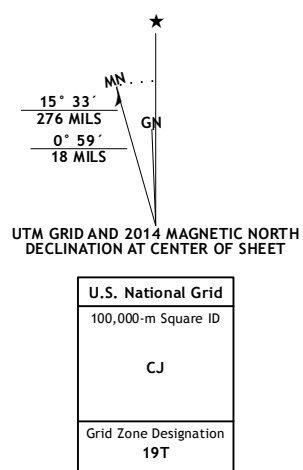 ★
MN
GN
15° 33´
276 MILS
0° 59´
18 MILS
UTM GRID AND 2014 MAGNETIC NORTH
DECLINATION AT CENTER OF SHEET
U.S. National Grid
100,000-m Square ID
CJ
Grid Zone Designation
19T